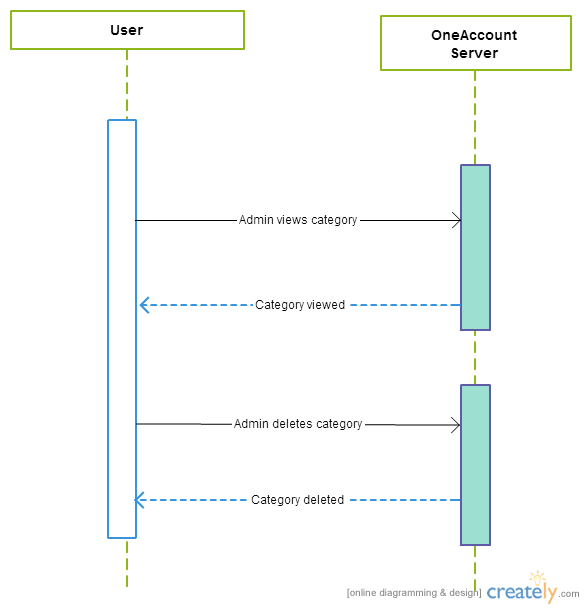 User
OneAccount
Server
Admin views category
Category viewed
Admin deletes category
Category deleted
[online diagramming & design] creately.com